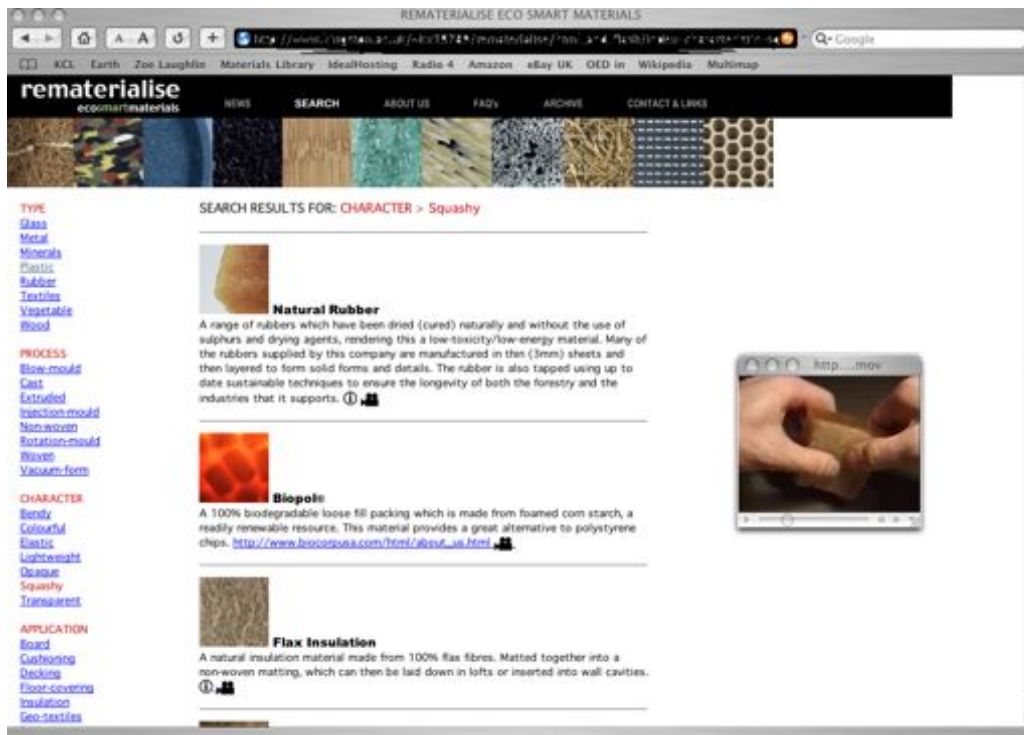 REMATERIALISE ECO SMART MATERIALS
A A
Google
KCL Earth Zoe Laughlin Materials Library IdealHosting Radio 4 Amazon eBay UK OED in Wikipedia Multimap
rematerialise
ecosmartmaterials
NEWS SEARCH ABOUT US FAQ's ARCHIVE CONTACT & LINKS
TYPE
Glass
Metal
Minerals
Plastic
Rubber
Textiles
Vegetable
Wood
PROCESS
Blow-mould
Cast
Extruded
Injection-mould
Non-woven
Rotation-mould
Woven
Vacuum-form
CHARACTER
Bendy
Colourful
Elastic
Lightweight
Opaque
Squashy
Transparent
APPLICATION
Board
Cushioning
Decking
Floor-covering
Insulation
Geo-textiles
SEARCH RESULTS FOR: CHARACTER > Squashy
Natural Rubber
A range of rubbers which have been dried (cured) naturally and without the use of
sulphurs and drying agents, rendering this a low-toxicity/low-energy material. Many of
the rubbers supplied by this company are manufactured in thin (3mm) sheets and
then layered to form solid forms and details. The rubber is also tapped using up to
date sustainable techniques to ensure the longevity of both the forestry and the
industries that it supports.
Biopol®
A 100% biodegradable loose fill packing which is made from foamed corn starch, a
readily renewable resource. This material provides a great alternative to polystyrene
chips. http://www.biocorpusa.com/html/about_us.html
Flax Insulation
A natural insulation material made from 100% flax fibres. Matted together into a
non-woven matting, which can then be laid down in lofts or inserted into wall cavities.
http....mov